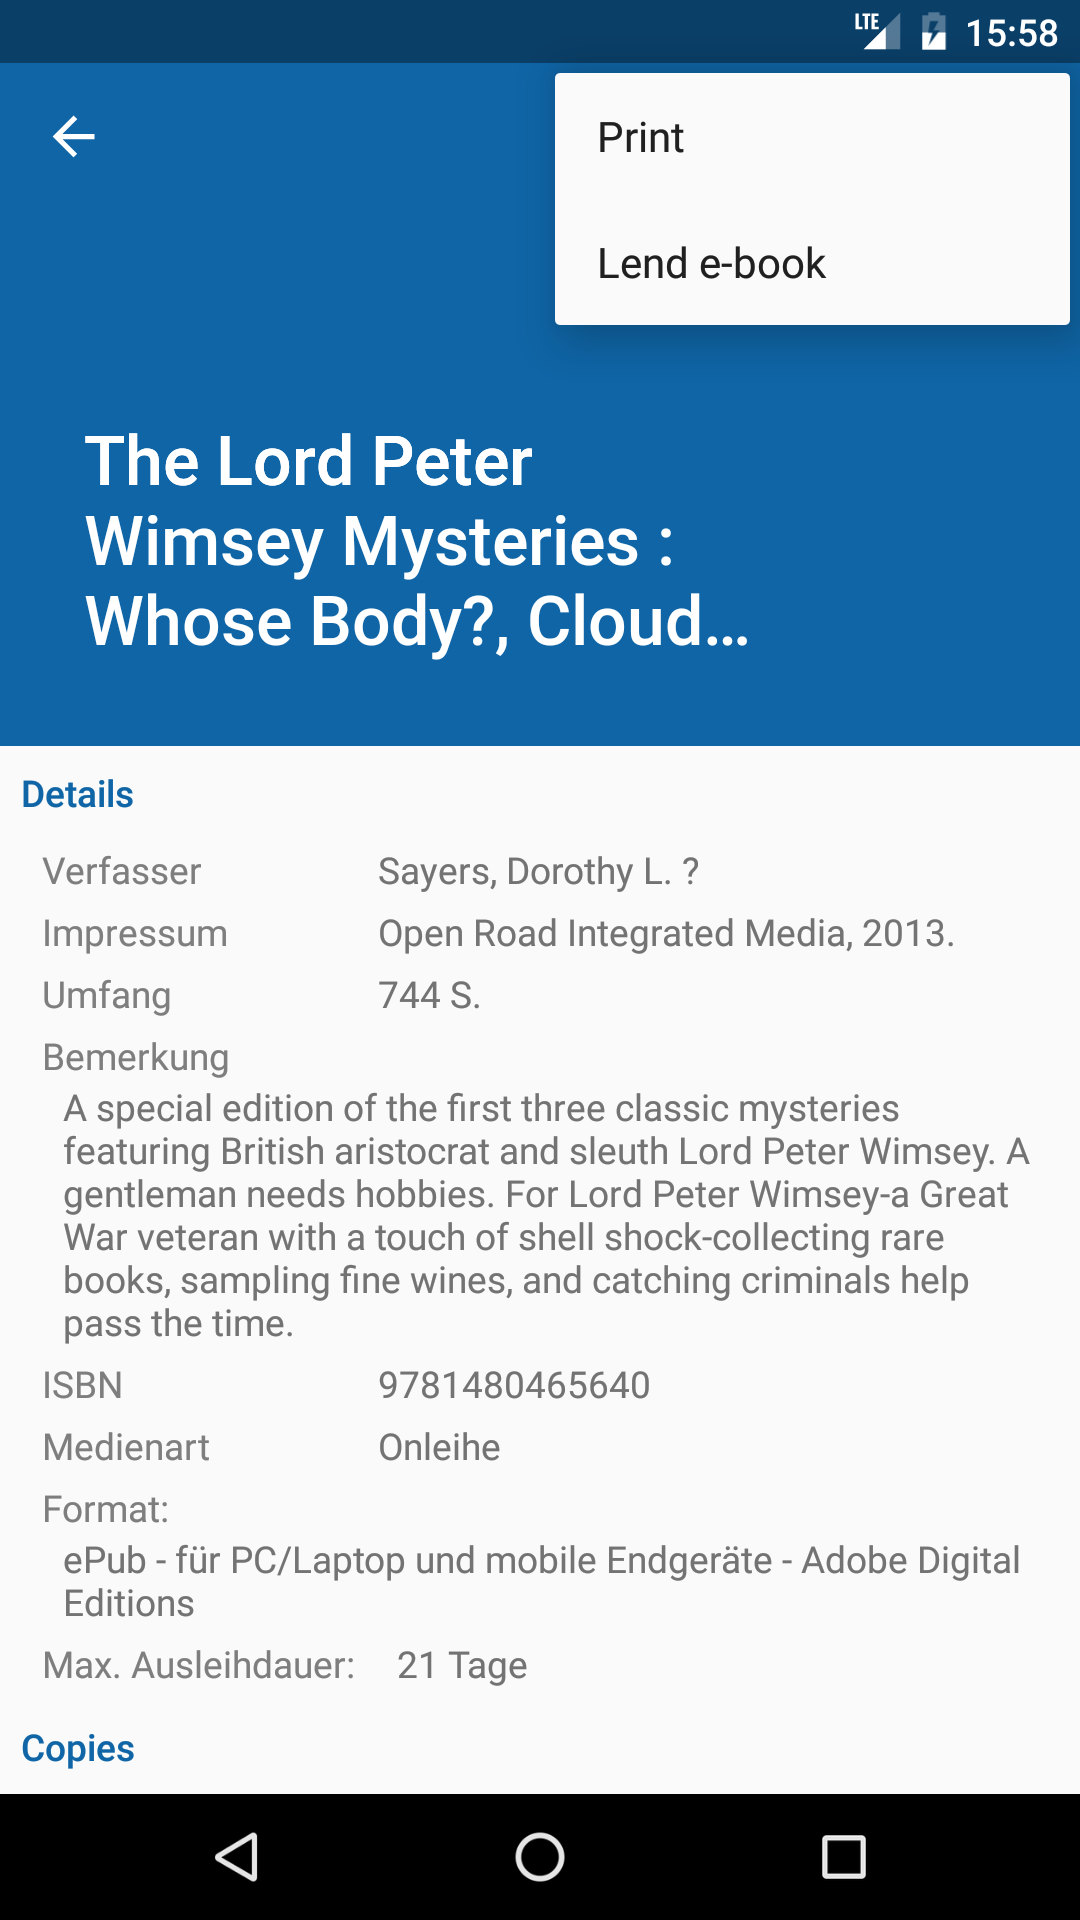 LTE 15:58
Print
Lend e-book
The Lord Peter
Wimsey Mysteries :
Whose Body?, Cloud...
Details
Verfasser Sayers, Dorothy L. ?
Impressum Open Road Integrated Media, 2013.
Umfang 744 S.
Bemerkung
A special edition of the first three classic mysteries
featuring British aristocrat and sleuth Lord Peter Wimsey. A
gentleman needs hobbies. For Lord Peter Wimsey-a Great
War veteran with a touch of shell shock-collecting rare
books, sampling fine wines, and catching criminals help
pass the time.
ISBN 9781480465640
Medienart Onleihe
Format:
ePub - für PC/Laptop und mobile Endgeräte - Adobe Digital
Editions
Max. Ausleihdauer: 21 Tage
Copies